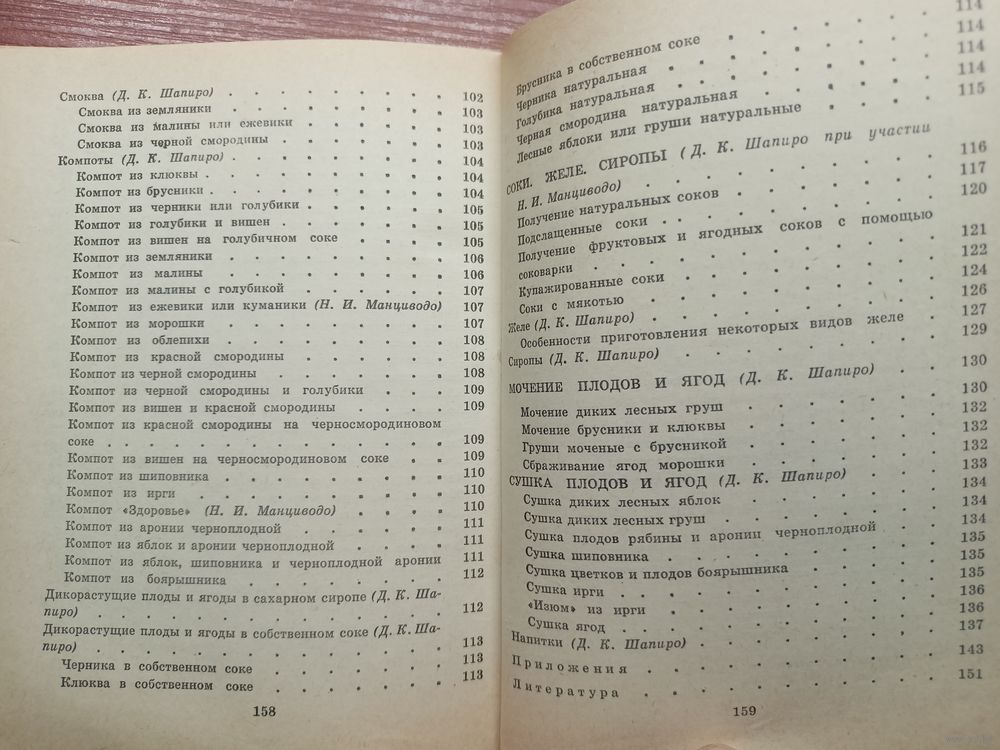 Смоква (Д. К. Шапиро) . . . . . . . . . 102
Смоква из земляники . . . . . . . . 103
Смоква из малины или ежевики . . . . . 103
Смоква из черной смородины . . . . . . 103
Компоты (Д. К. Шапиро) . . . . . . . . . 104
Компот из клюквы . . . . . . . . . 104
Компот из брусники . . . . . . . . . 104
Компот из черники или голубики . . . . . 105
Компот из голубики и вишен . . . . . . 105
Компот из вишен на голубичном соке . . . . 105
Компот из земляники . . . . . . . . 106
Компот из малины . . . . . . . . . 106
Компот из малины с голубикой . . . . . . 107
Компот из ежевики или куманики (Н. И. Манциводо) 107
Компот из морошки . . . . . . . . 107
Компот из облепихи . . . . . . . . 108
Компот из красной смородины . . . . . . 108
Компот из черной смородины . . . . . . 108
Компот из черной смородины и голубики . . . 109
Компот из вишен и красной смородины . . . . 109
Компот из красной смородины на черносмородиновом
соке . . . . . . . . . . . . . 109
Компот из вишен на черносмородиновом соке . . 109
Компот из шиповника . . . . . . . . 110
Компот из ирги . . . . . . . . . 110
Компот «Здоровье» (Н. И. Манциводо) . . . . 110
Компот из аронии черноплодной . . . . . . 111
Компот из яблок и аронии черноплодной . . . . 111
Компот из яблок, шиповника и черноплодной аронии 111
Компот из боярышника . . . . . . . . 112
Дикорастущие плоды и ягоды в сахарном сиропе (Д. К. Ша-
пиро) . . . . . . . . . . . . . 112
Дикорастущие плоды и ягоды в собственном соке (Д. К. Ша-
пиро) . . . . . . . . . . . . . 113
Черника в собственном соке . . . . . . . 113
Клюква в собственном соке . . . . . . . 113
158
114
Брусника в собственном соке . . . . . . 114
Черника натуральная . . . . . . . . 114
Голубика натуральная . . . . . . . . 114
Черная смородина натуральная . . . . . . 115
Лесные яблоки или груши натуральные . . . .
СОКИ. ЖЕЛЕ. СИРОПЫ (Д. К. Шапиро при участии
Н. И. Манциводо) . . . . . . . . . 116
Получение натуральных соков . . . . . . 117
Подслащенные соки . . . . . . . . 120
Получение фруктовых и ягодных соков с помощью
соковарки . . . . . . . . . . . 121
Купажированные соки . . . . . . . . 122
Соки с мякотью . . . . . . . . . 124
Желе (Д. К. Шапиро) . . . . . . . . . 126
Особенности приготовления некоторых видов желе . 127
Сиропы (Д. К. Шапиро) . . . . . . . . 129
МОЧЕНИЕ ПЛОДОВ И ЯГОД (Д. К. Шапиро) . . 130
Мочение диких лесных груш . . . . . . . 130
Мочение брусники и клюквы . . . . . . . 132
Груши моченые с брусникой . . . . . . . 132
Сбраживание ягод морошки . . . . . . . 132
СУШКА ПЛОДОВ И ЯГОД (Д. К. Шапиро) . . . 133
Сушка диких лесных яблок . . . . . . . 134
Сушка диких лесных груш . . . . . . . 134
Сушка плодов рябины и аронии черноплодной . . 134
Сушка шиповника . . . . . . . . . 135
Сушка цветков и плодов боярышника . . . . 135
Сушка ирги . . . . . . . . . . 135
«Изюм» из ирги . . . . . . . . . 136
Сушка ягод . . . . . . . . . . 136
Напитки (Д. К. Шапиро) . . . . . . . . 137
Приложения . . . . . . . . . . 143
Литература . . . . . . . . . . 151
159